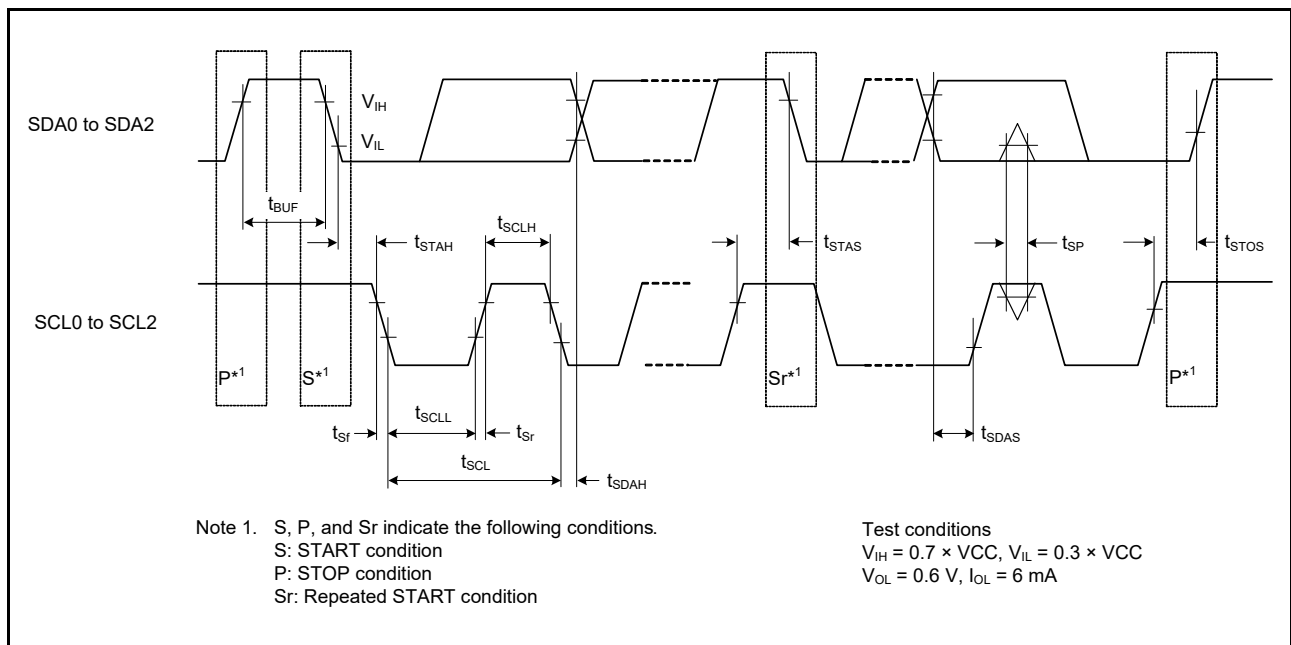 SDA0 to SDA2
VIH
VIL
tBUF
tSTAH
tSCLH
tSTAS
tSP
tSTOS
SCL0 to SCL2
P*1
S*1
Sr*1
P*1
tSf
tSCLL
tSr
tSDAS
tSCL
tSDAH
Note 1. S, P, and Sr indicate the following conditions.
S: START condition
P: STOP condition
Sr: Repeated START condition
Test conditions
VIH = 0.7 × VCC, VIL = 0.3 × VCC
VOL = 0.6 V, IOL = 6 mA